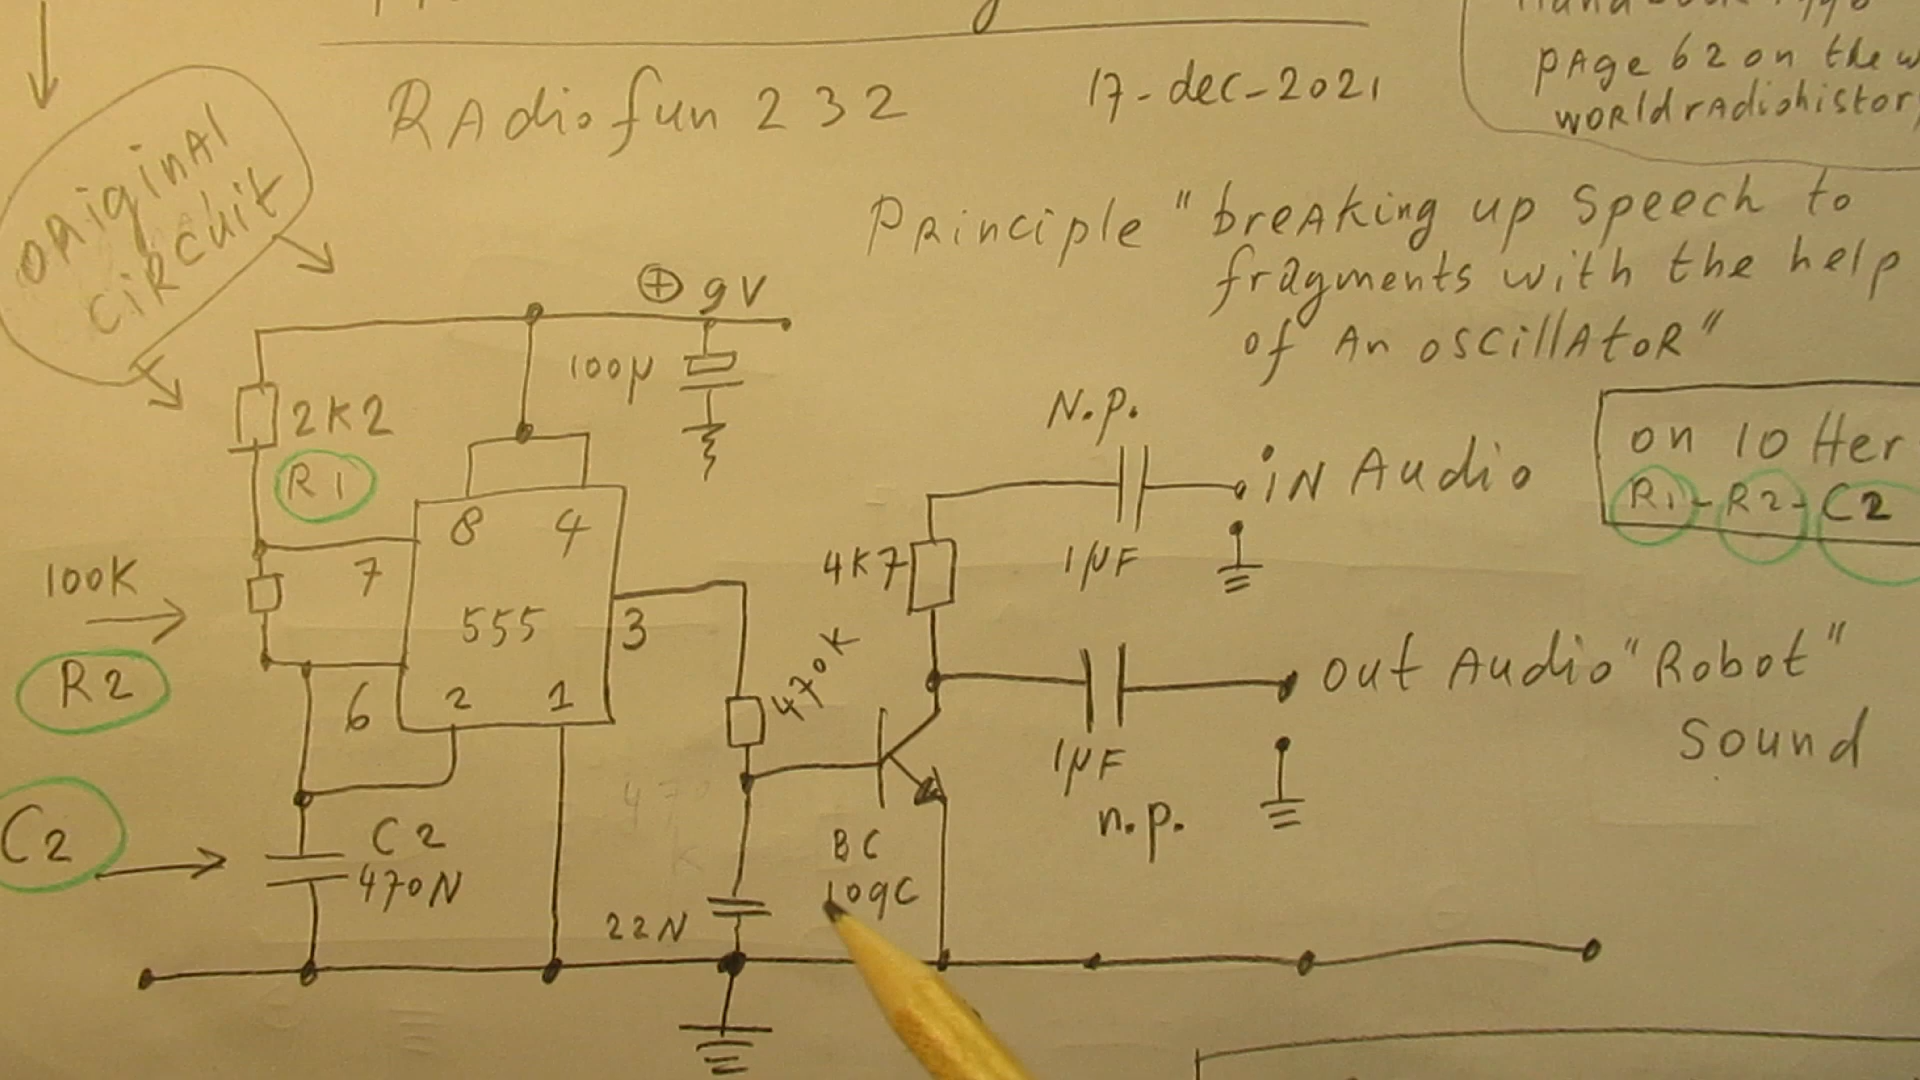 RAdio fun 232
17-dec-2021
PAge 62 on the w
WORldrAdiohistory
ORiginAl
CiRCuit
PRinciple "breAking up Speech to
frAgments with the help
of An oscillAtoR"
+ 9V
100µ
2K2
R1
N.p.
iN Audio
on 10 Her
R1-R2-C2
8 4
7
100K
555
3
4K7
1µF
470K
R2
6
2 1
out Audio "Robot"
Sound
1µF
n.p.
C2
C2
470N
BC
109C
22N